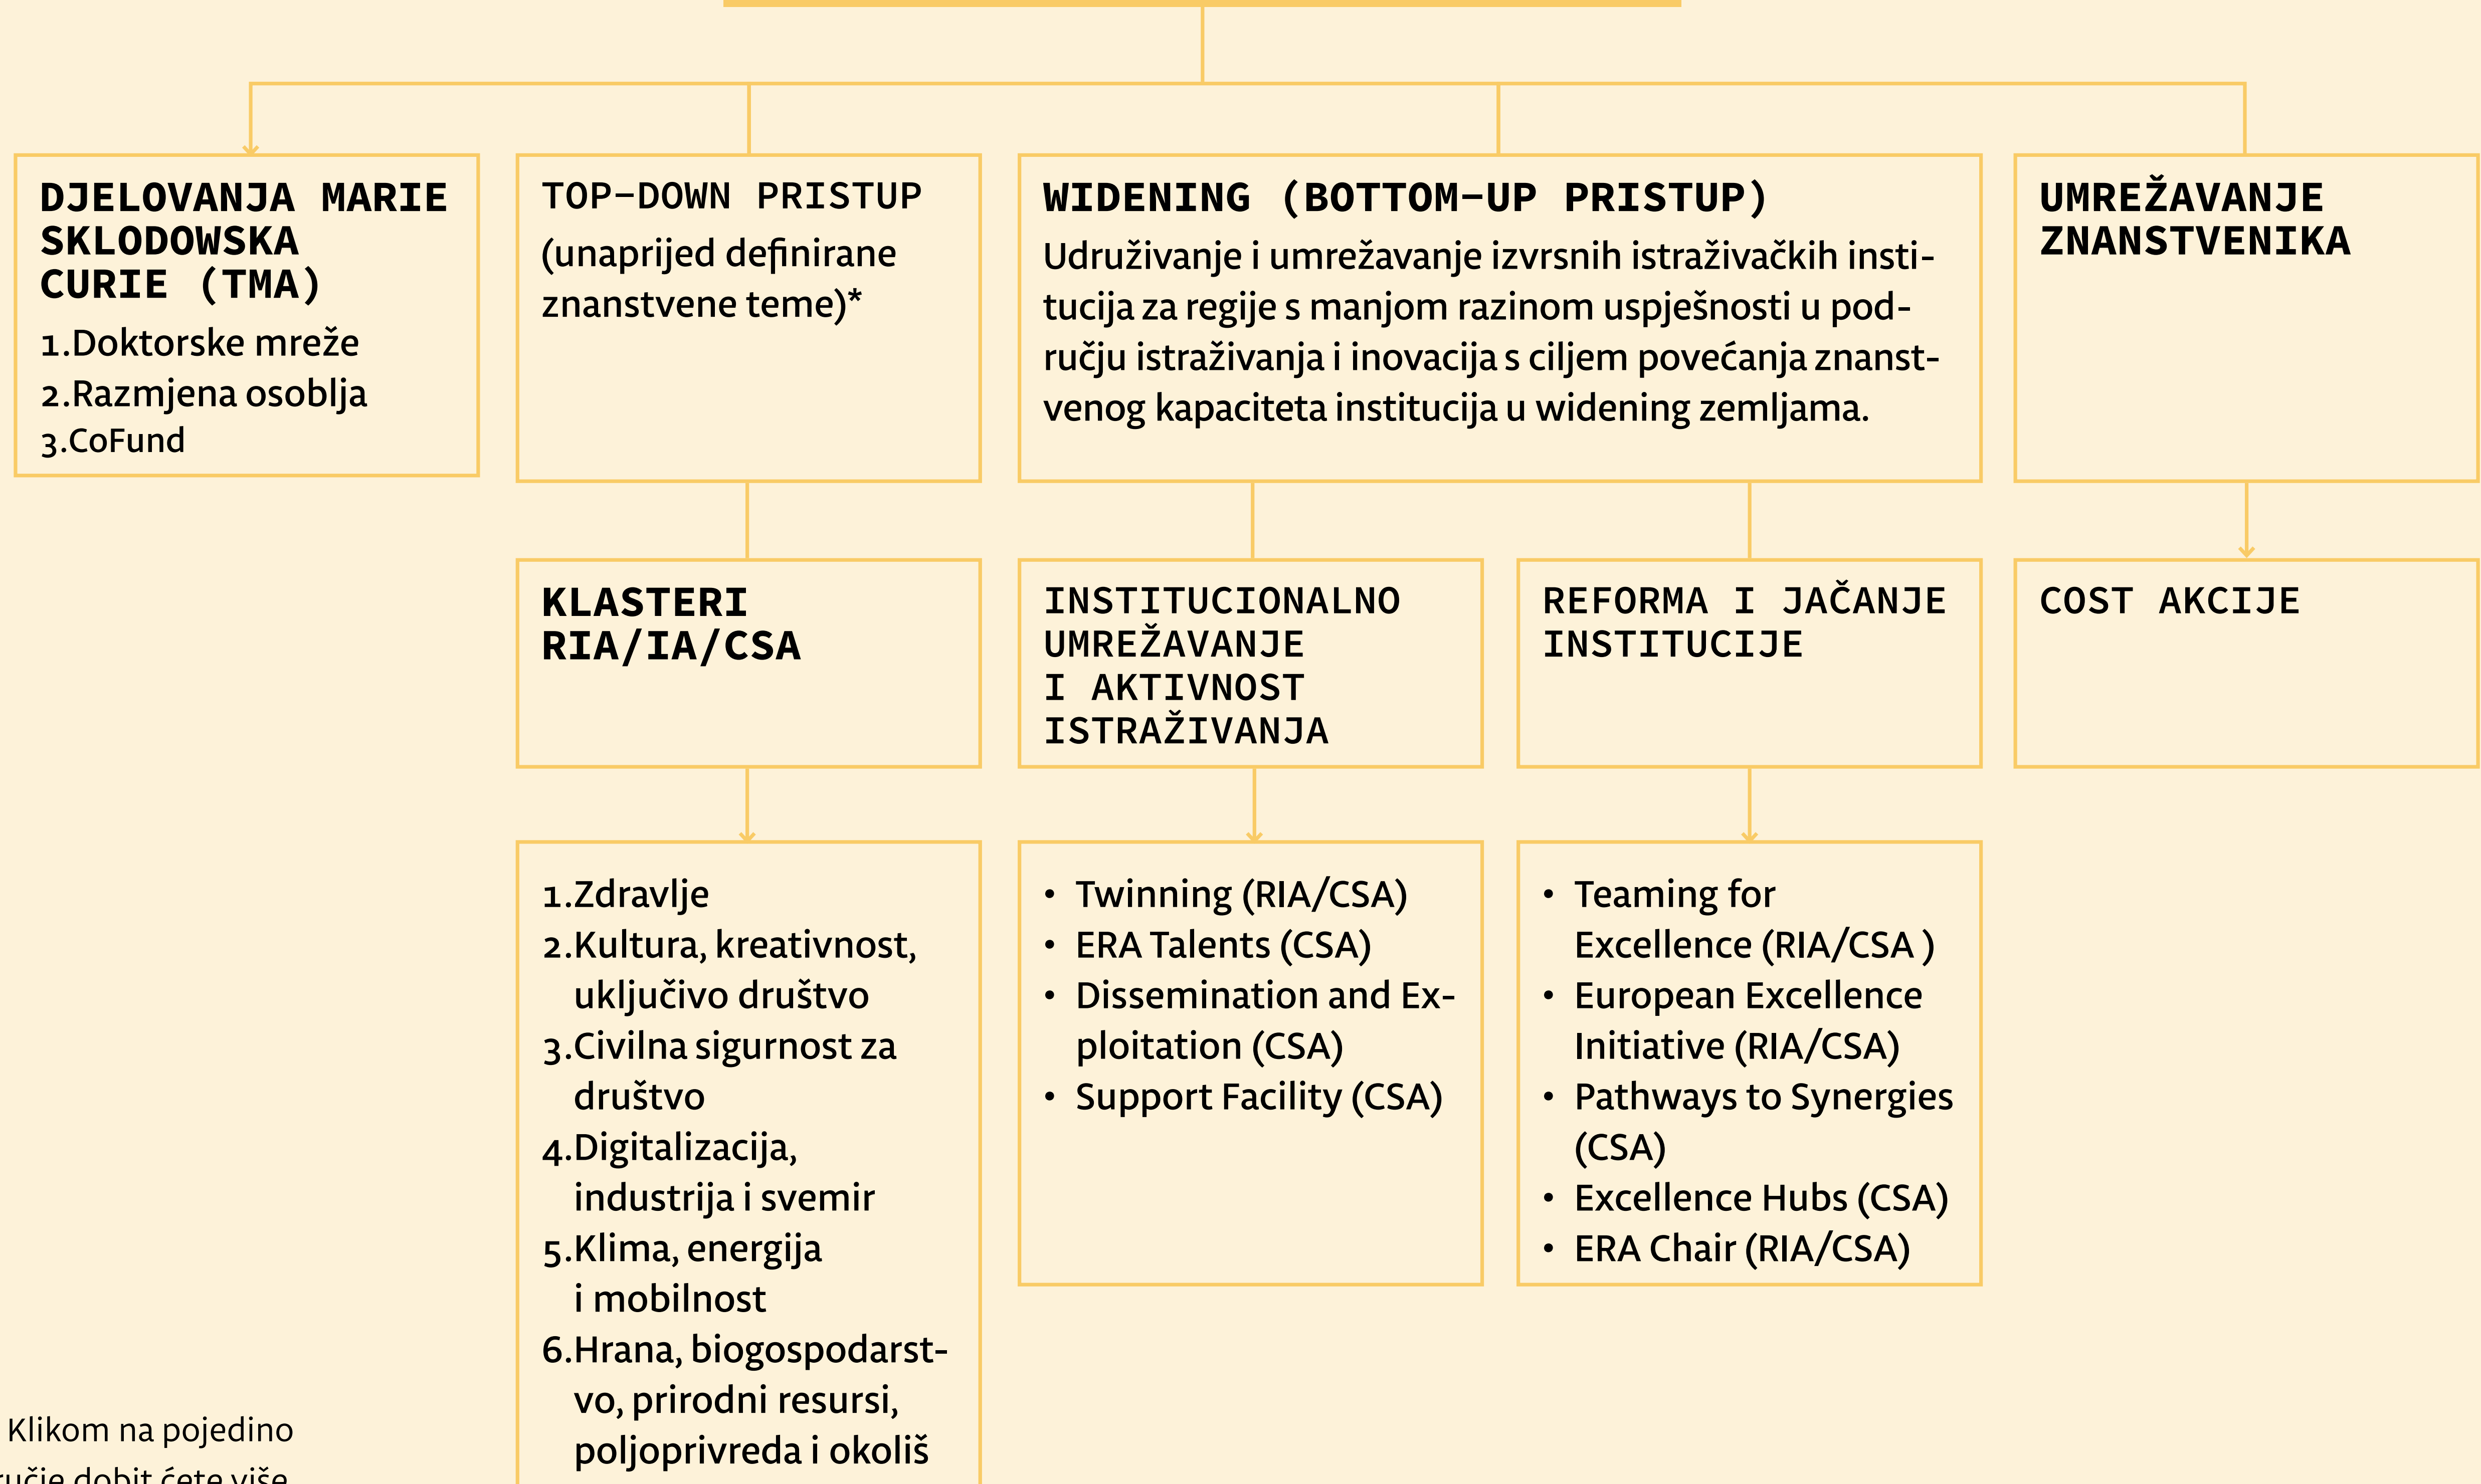 DJELOVANJA MARIE
SKLODOWSKA
CURIE (TMA)
1.Doktorske mreže
2.Razmjena osoblja
3.CoFund
TOP-DOWN PRISTUP
(unaprijed definirane
znanstvene teme)*
WIDENING (BOTTOM-UP PRISTUP)
Udruživanje i umrežavanje izvrsnih istraživačkih insti-
tucija za regije s manjom razinom uspješnosti u pod-
ručju istraživanja i inovacija s ciljem povećanja znanst-
venog kapaciteta institucija u widening zemljama.
UMREŽAVANJE
ZNANSTVENIKA
KLASTERI
RIA/IA/CSA
INSTITUCIONALNO
UMREŽAVANJE
I AKTIVNOST
ISTRAŽIVANJA
REFORMA I JAČANJE
INSTITUCIJE
COST AKCIJE
1.Zdravlje
2.Kultura, kreativnost,
uključivo društvo
3.Civilna sigurnost za
društvo
4.Digitalizacija,
industrija i svemir
5.Klima, energija
i mobilnost
6.Hrana, biogospodarst-
vo, prirodni resursi,
poljoprivreda i okoliš
• Twinning (RIA/CSA)
• ERA Talents (CSA)
• Dissemination and Ex-
ploitation (CSA)
• Support Facility (CSA)
• Teaming for
Excellence (RIA/CSA )
• European Excellence
Initiative (RIA/CSA)
• Pathways to Synergies
(CSA)
• Excellence Hubs (CSA)
• ERA Chair (RIA/CSA)
Klikom na pojedino
dobit ćete više